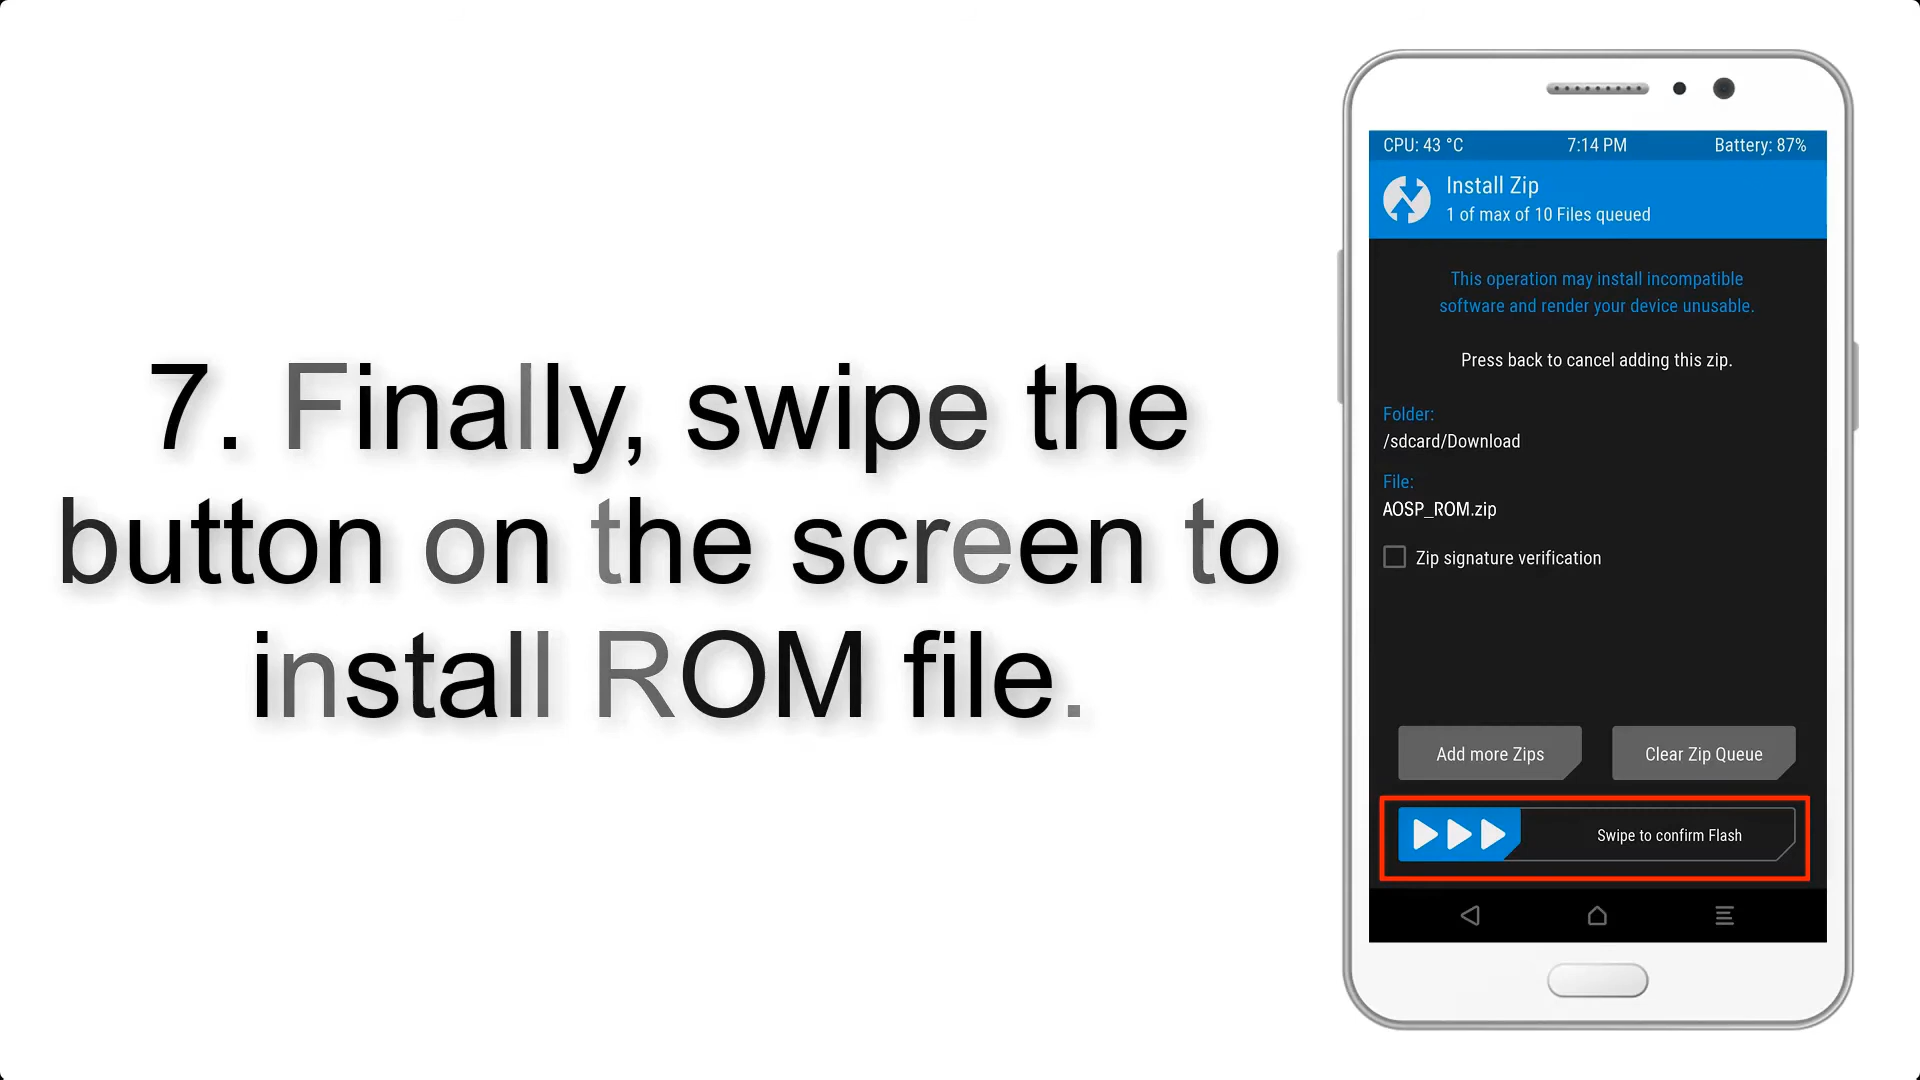 7. Finally, swipe the
button on the screen to
install ROM file.
CPU: 43 °C 7:14 PM Battery: 87%
Install Zip
1 of max of 10 Files queued
This operation may install incompatible
software and render your device unusable.
Press back to cancel adding this zip.
Folder:
/sdcard/Download
File:
AOSP_ROM.zip
Zip signature verification
Add more Zips Clear Zip Queue
Swipe to confirm Flash